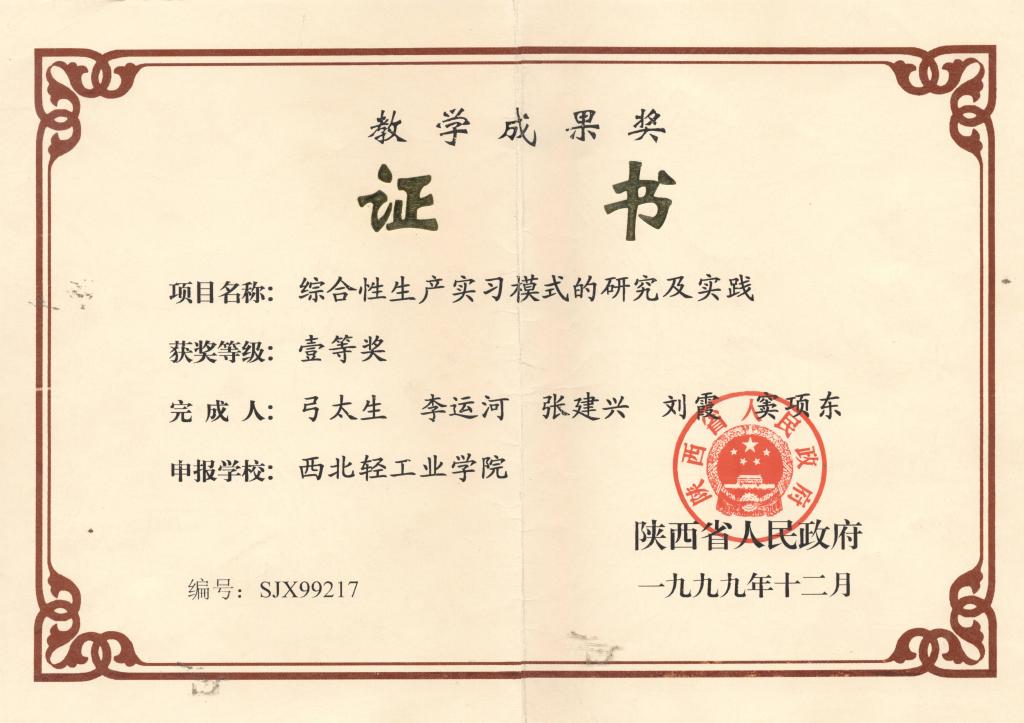 教学成果奖
证书
项目名称：综合性生产实习模式的研究及实践
获奖等级：壹等奖
完成人：弓太生 李运河 张建兴 刘霞 窦项东
申报学校：西北轻工业学院
陕西省人民政府
陕西省人民政府
一九九九年十二月
编号：SJX99217